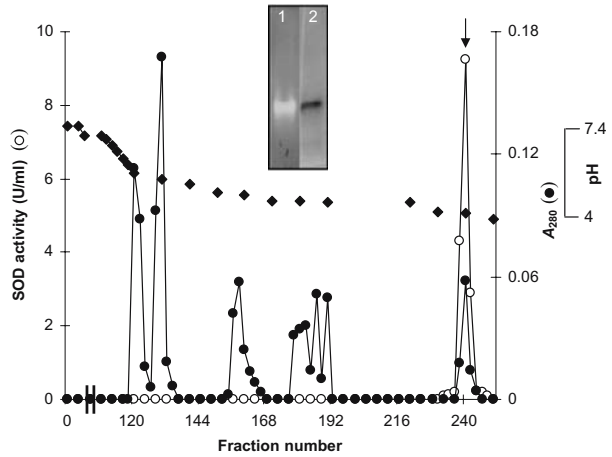 1 2
10
8
6
4
2
0
SOD activity (U/ml) (○)
0.18
0.12
0.06
0
A280 (●)
7.4
4
pH
0 120 144 168 192 216 240
Fraction number